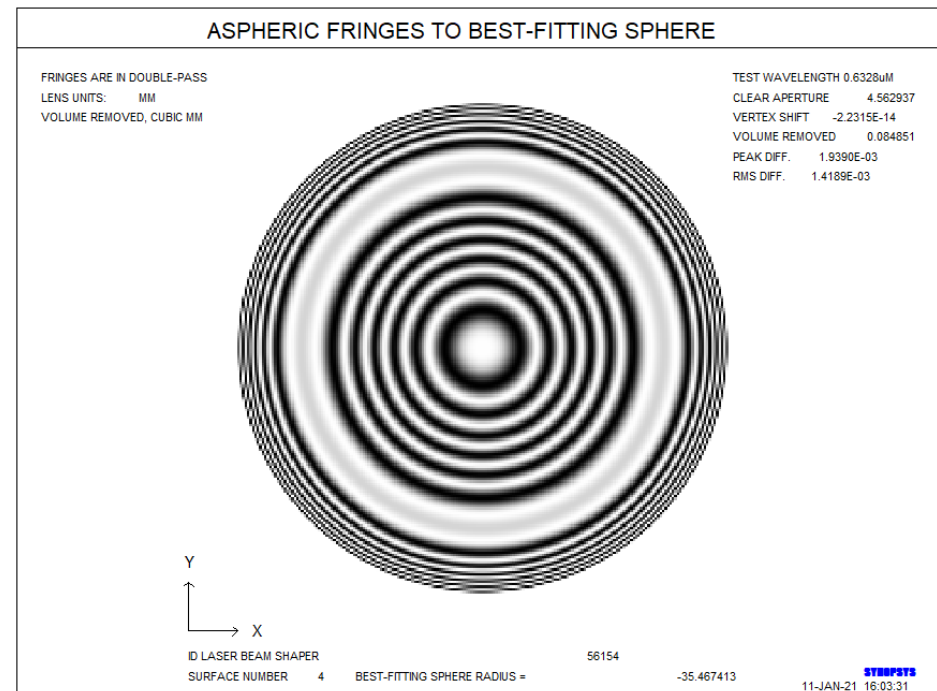 ASPHERIC FRINGES TO BEST-FITTING SPHERE
FRINGES ARE IN DOUBLE-PASS
LENS UNITS: MM
VOLUME REMOVED, CUBIC MM
TEST WAVELENGTH 0.6328uM
CLEAR APERTURE 4.562937
VERTEX SHIFT -2.2315E-14
VOLUME REMOVED 0.084851
PEAK DIFF. 1.9390E-03
RMS DIFF. 1.4189E-03
Y
X
ID LASER BEAM SHAPER 56154
SURFACE NUMBER 4 BEST-FITTING SPHERE RADIUS = -35.467413
SYNOPSYS
11-JAN-21 16:03:31